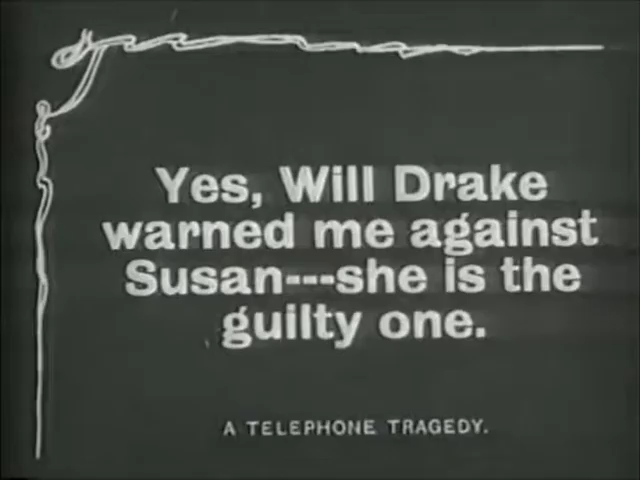 Yes, Will Drake
warned me against
Susan---she is the
guilty one.
A TELEPHONE TRAGEDY.